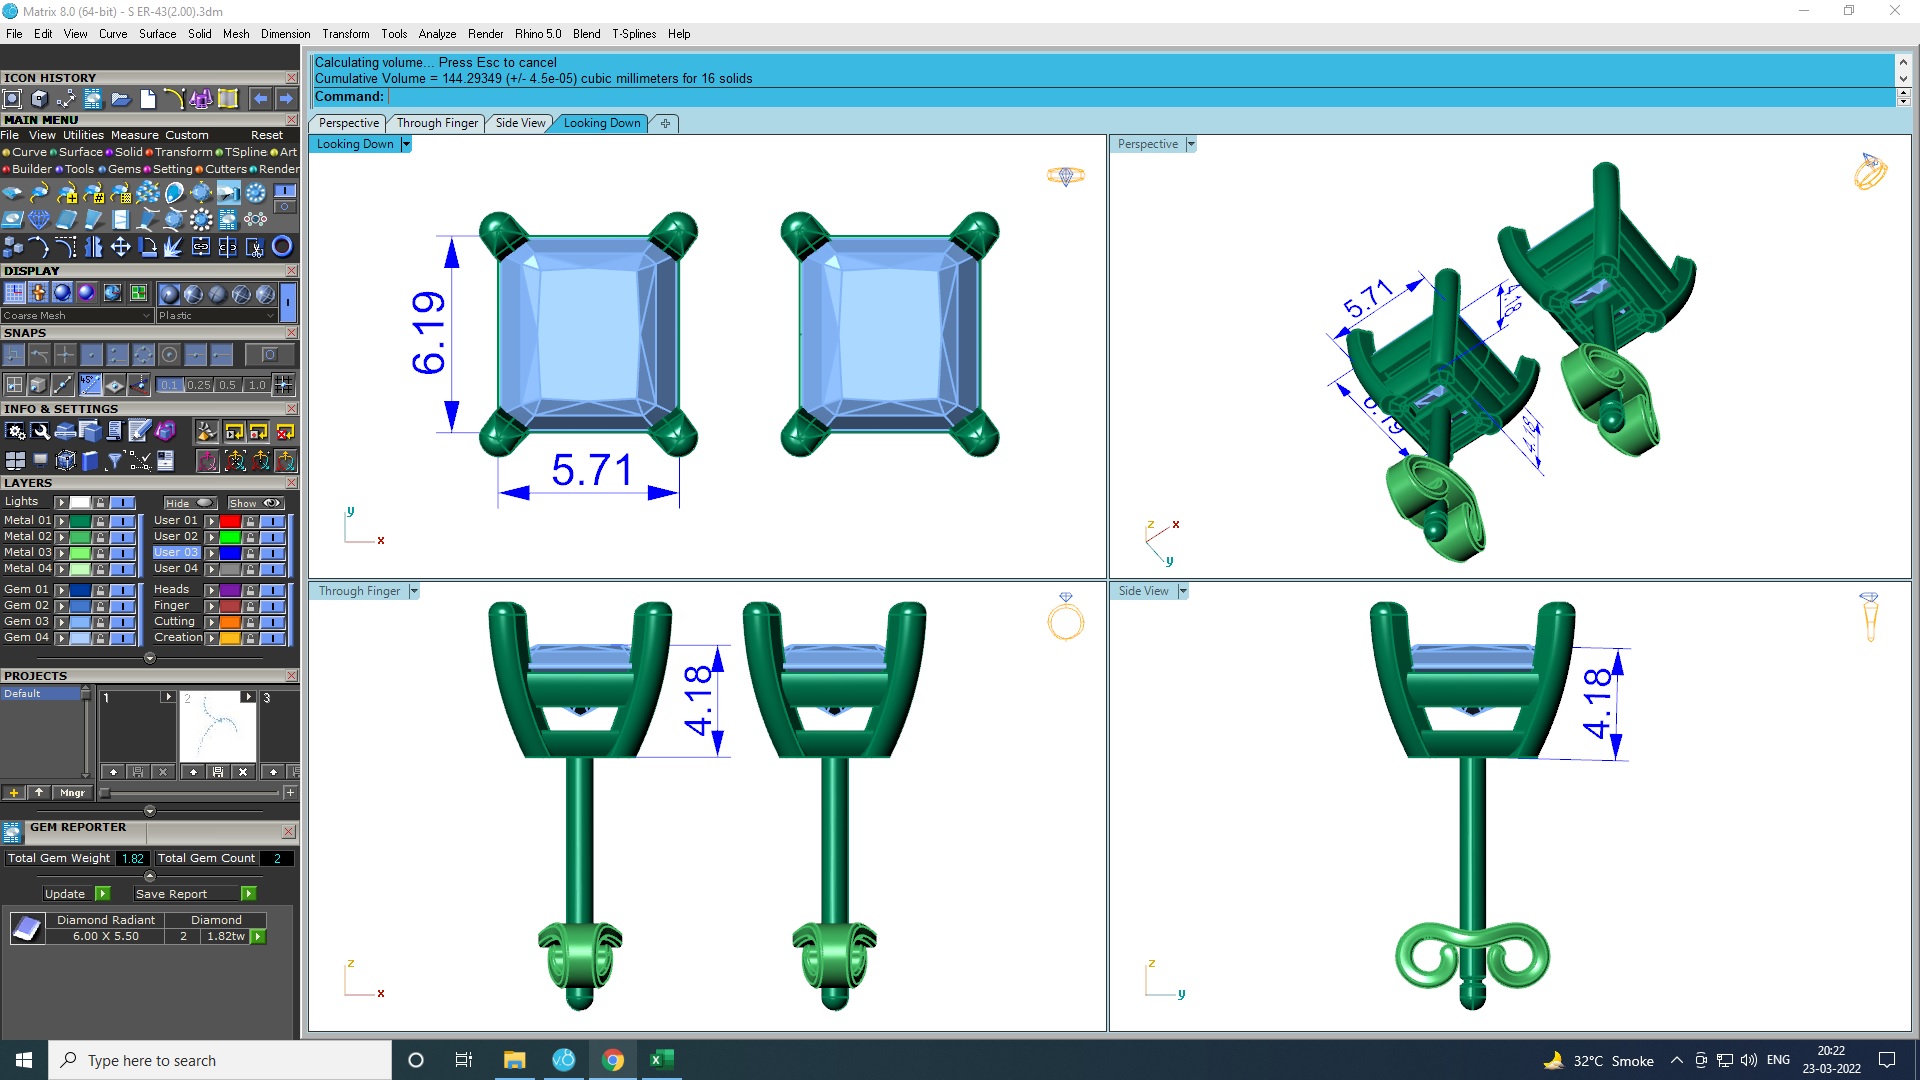 Matrix 8.0 (64-bit) - S ER-43(2.00).3dm
File Edit View Curve Surface Solid Mesh Dimension Transform Tools Analyze Render Rhino 5.0 Blend T-Splines Help
Calculating volume... Press Esc to cancel
Cumulative Volume = 144.29349 (+/- 4.5e-05) cubic millimeters for 16 solids
Command:
Perspective Through Finger Side View Looking Down
ICON HISTORY
MAIN MENU
File View Utilities Measure Custom Reset
Curve Surface Solid Transform TSpline Art
Builder Tools Gems Setting Cutters Render
DISPLAY
Coarse Mesh Plastic
SNAPS
45° 0.1 0.25 0.5 1.0
INFO & SETTINGS
LAYERS
Lights Hide Show
Metal 01 User 01
Metal 02 User 02
Metal 03 User 03
Metal 04 User 04
Gem 01 Heads
Gem 02 Finger
Gem 03 Cutting
Gem 04 Creation
PROJECTS
Default 1 2 3
Mngr
GEM REPORTER
Total Gem Weight 1.82 Total Gem Count 2
Update Save Report
Diamond Radiant Diamond
6.00 X 5.50 2 1.82tw
Looking Down
6.19
5.71
y
x
Perspective
5.71
4.18
6.19
4.18
z
x
y
Through Finger
4.18
z
x
Side View
4.18
z
y
Type here to search
32°C Smoke
ENG
20:22
23-03-2022